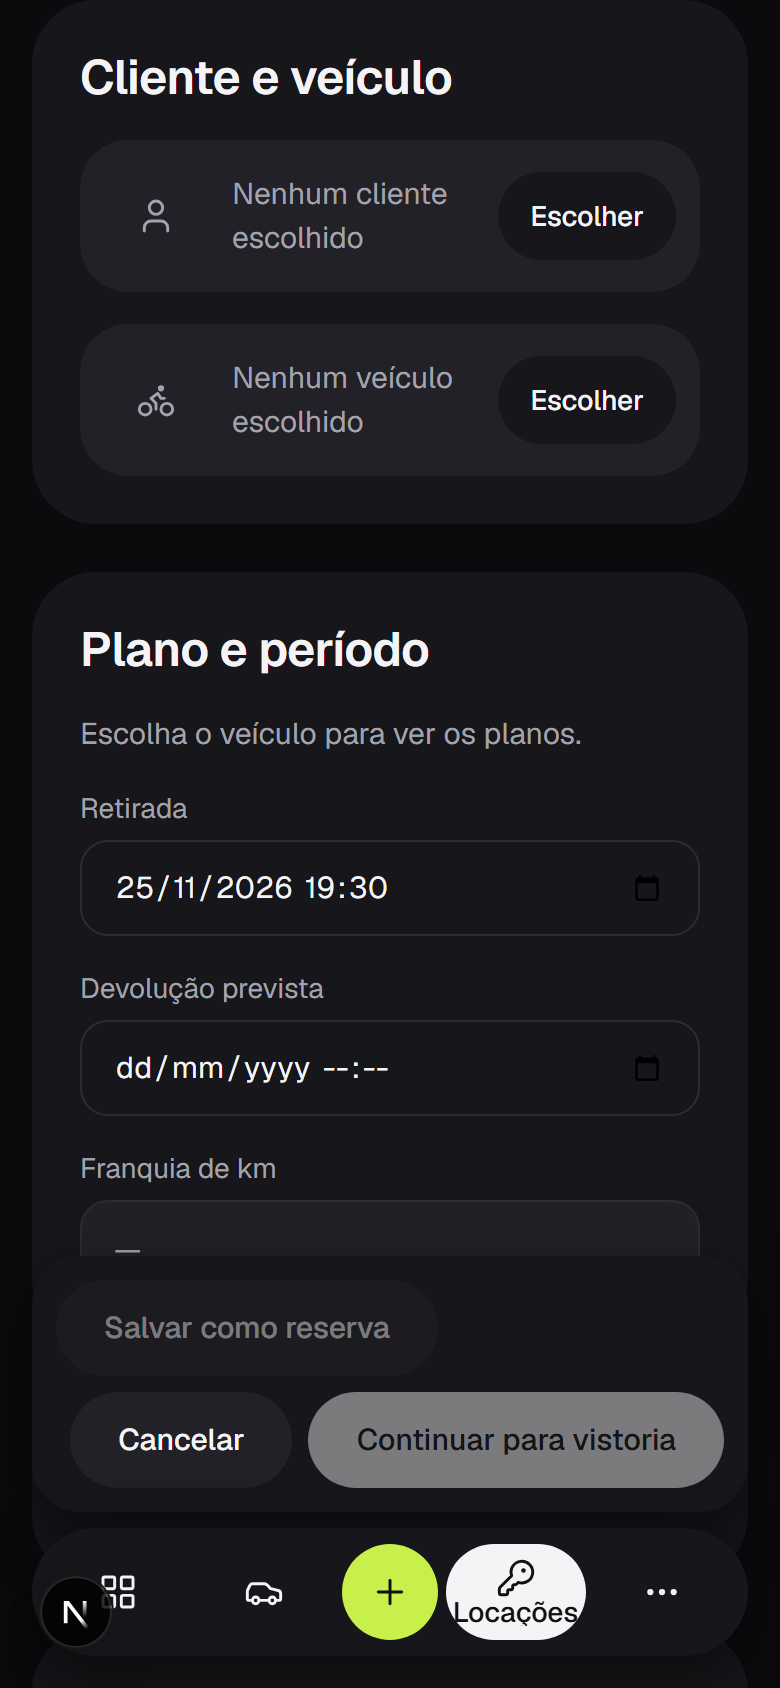 Cliente e veículo
Nenhum cliente
escolhido
Escolher
Nenhum veículo
escolhido
Escolher
Plano e período
Escolha o veículo para ver os planos.
Retirada
25/11/2026 19:30
Devolução prevista
dd/mm/yyyy --:--
Franquia de km
—
Salvar como reserva
Cancelar
Continuar para vistoria
N
Locações